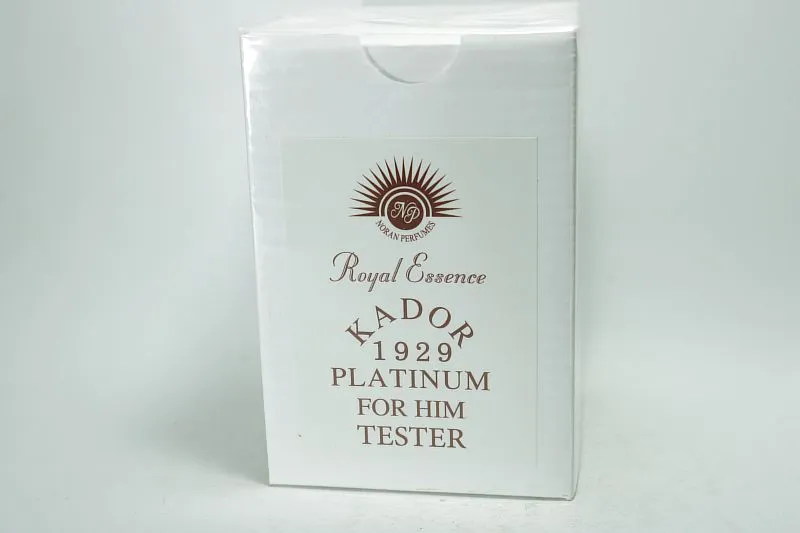 NP
NORAN PERFUMES
Royal Essence
KADOR
1929
PLATINUM
FOR HIM
TESTER